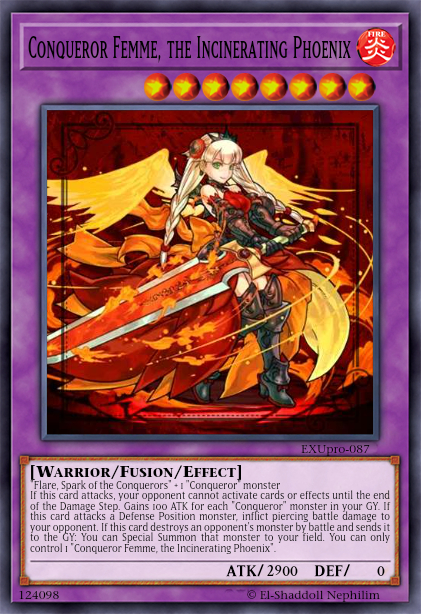 Conqueror Femme, the Incinerating Phoenix
FIRE
炎
EXUpro-087
[Warrior/Fusion/Effect]
"Flare, Spark of the Conquerors" + 1 "Conqueror" monster
If this card attacks, your opponent cannot activate cards or effects until the end
of the Damage Step. Gains 100 ATK for each "Conqueror" monster in your GY. If
this card attacks a Defense Position monster, inflict piercing battle damage to
your opponent. If this card destroys an opponent's monster by battle and sends it
to the GY: You can Special Summon that monster to your field. You can only
control 1 "Conqueror Femme, the Incinerating Phoenix".
ATK/ 2900 DEF/ 0
124098
© El-Shaddoll Nephilim